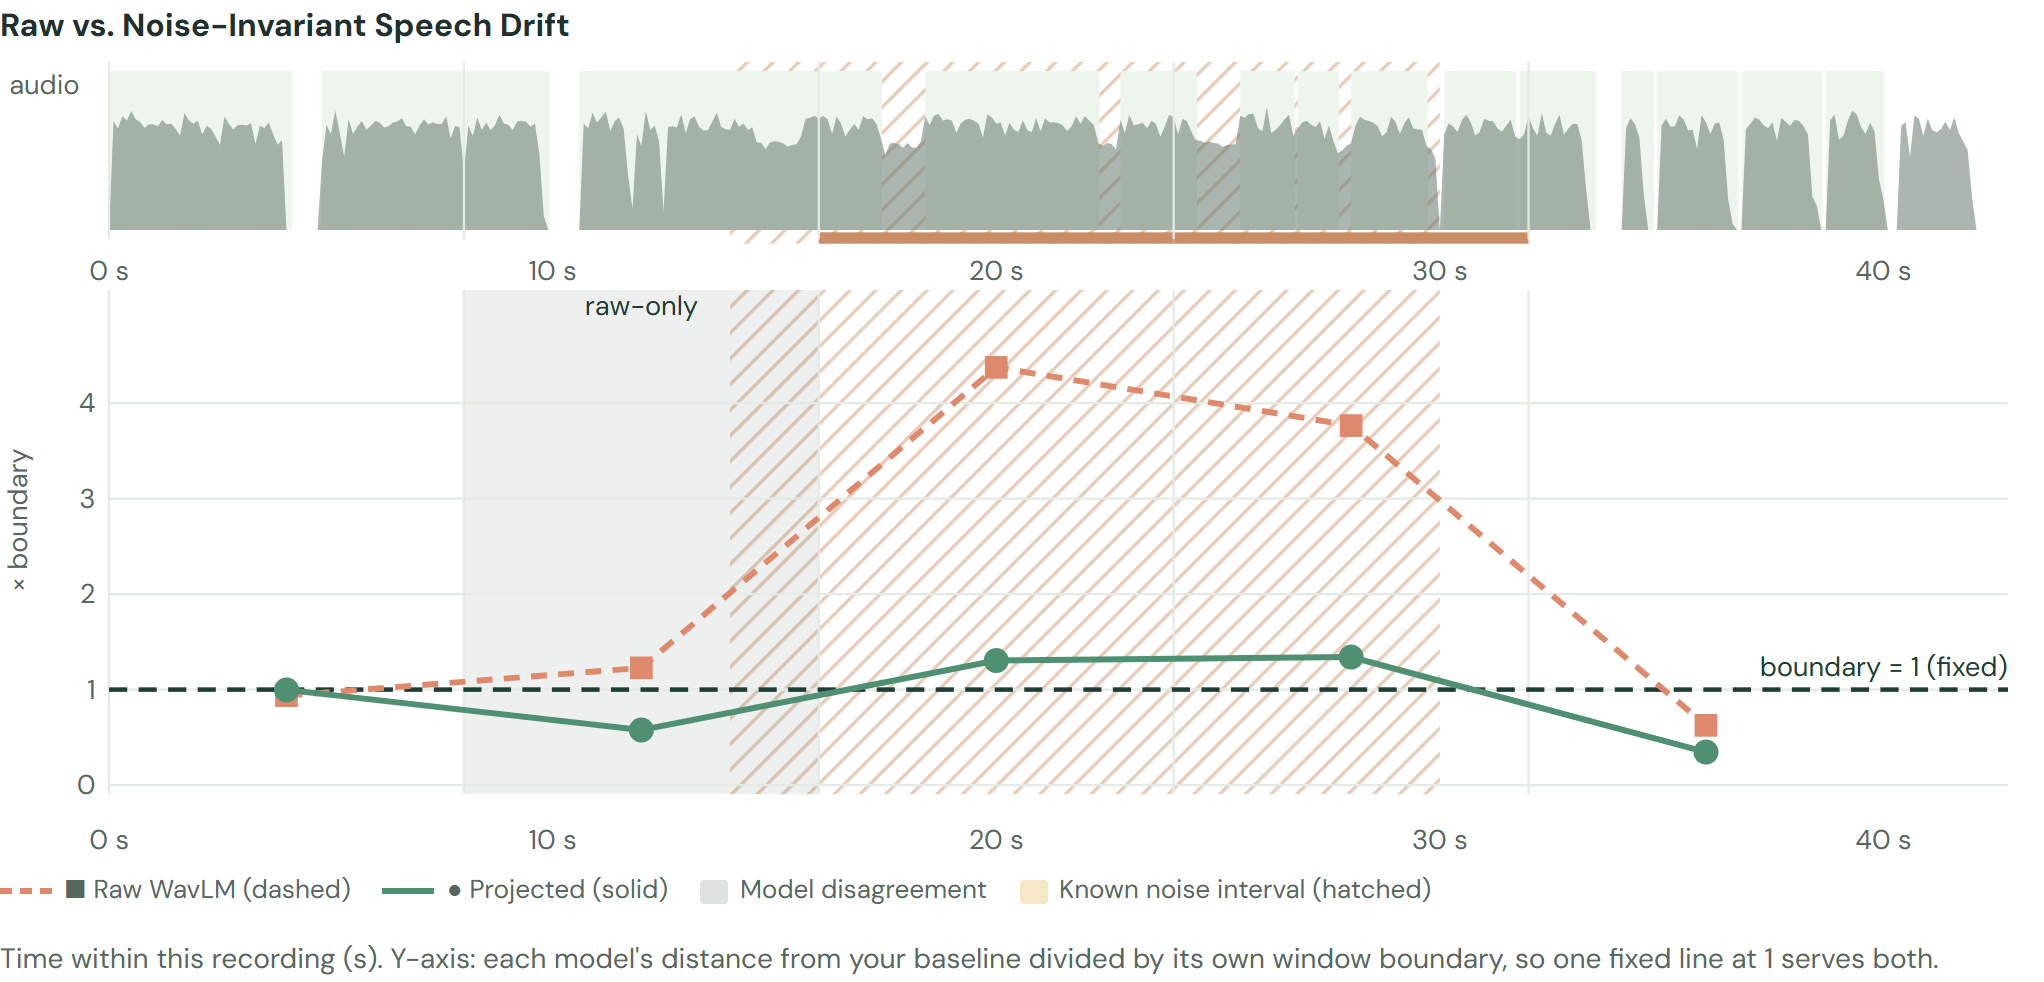 Raw vs. Noise-Invariant Speech Drift
audio
0 s 10 s 20 s 30 s 40 s
raw-only
4
3
2
1
0
× boundary
boundary = 1 (fixed)
0 s 10 s 20 s 30 s 40 s
Raw WavLM (dashed) Projected (solid) Model disagreement Known noise interval (hatched)
Time within this recording (s). Y-axis: each model's distance from your baseline divided by its own window boundary, so one fixed line at 1 serves both.